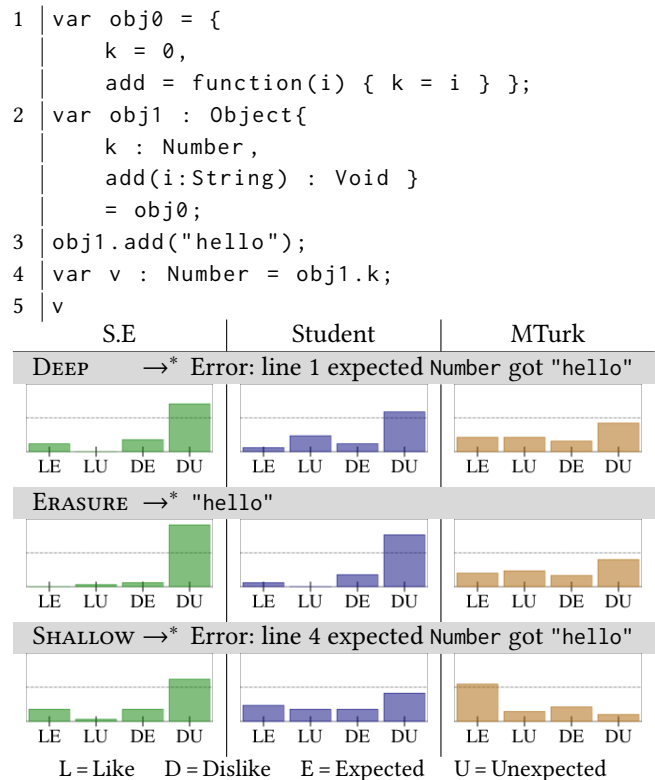 1 var obj0 = {
k = 0,
add = function(i) { k = i } };
2 var obj1 : Object{
k : Number,
add(i:String) : Void }
= obj0;
3 obj1.add("hello");
4 var v : Number = obj1.k;
5 v
S.E Student MTurk
DEEP →* Error: line 1 expected Number got "hello"
LE LU DE DU LE LU DE DU LE LU DE DU
ERASURE →* "hello"
LE LU DE DU LE LU DE DU LE LU DE DU
SHALLOW →* Error: line 4 expected Number got "hello"
LE LU DE DU LE LU DE DU LE LU DE DU
L = Like D = Dislike E = Expected U = Unexpected